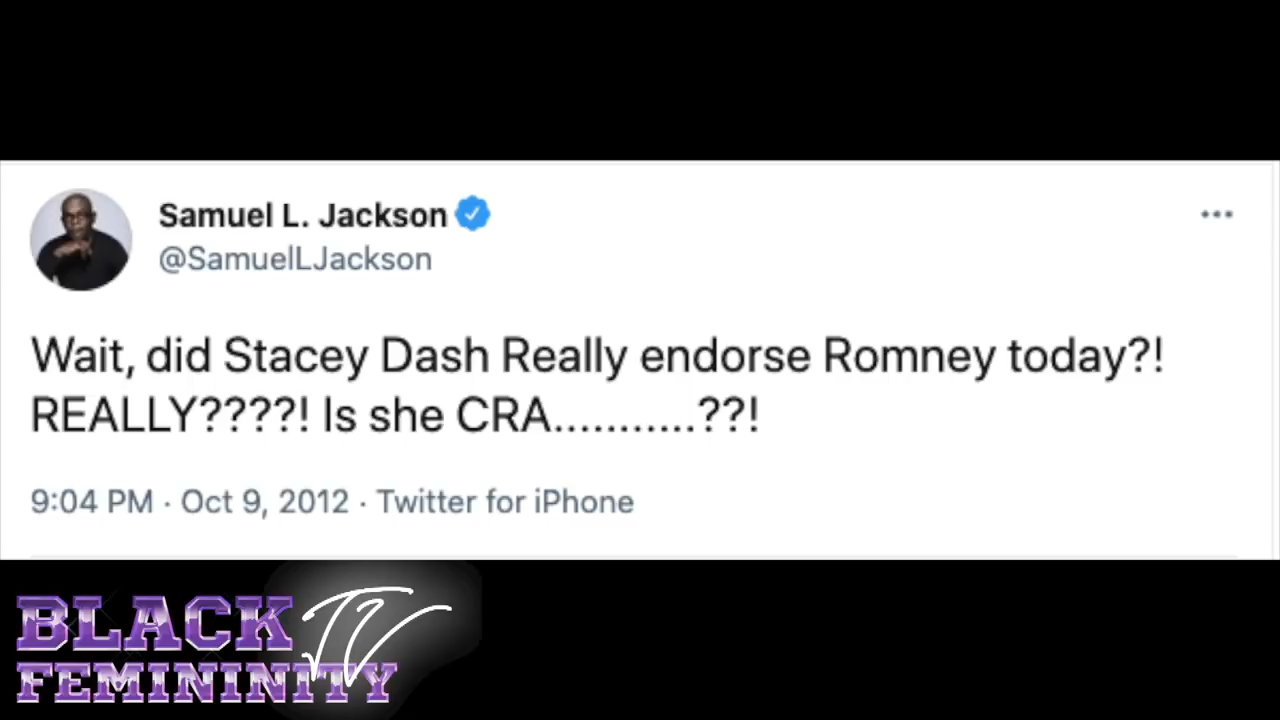 Samuel L. Jackson
@SamuelLJackson
Wait, did Stacey Dash Really endorse Romney today?!
REALLY????! Is she CRA...........??!
9:04 PM · Oct 9, 2012 · Twitter for iPhone
BLACK TV
FEMININITY